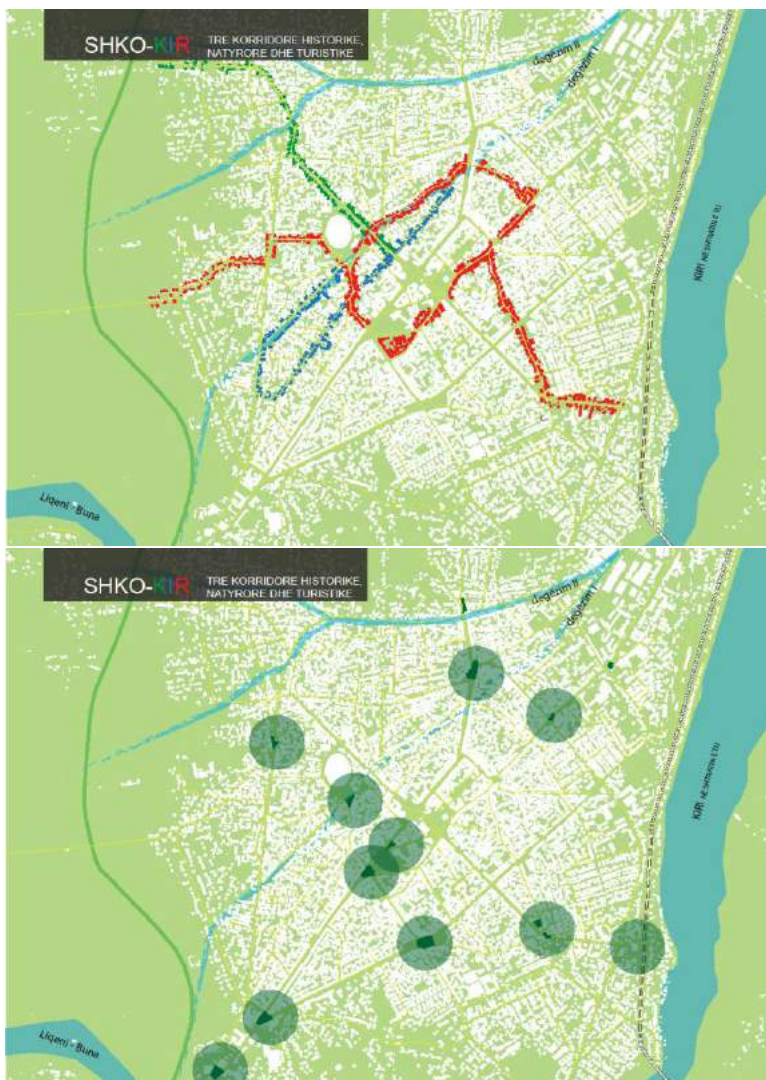 SHKO-KIR
TRE KORRIDORE HISTORIKE,
NATYRORE DHE TURISTIKE
degëzim II
degëzim I
Liqeni - Buna
SHKO-KIR
TRE KORRIDORE HISTORIKE,
NATYRORE DHE TURISTIKE
degëzim II
degëzim I
Liqeni - Buna